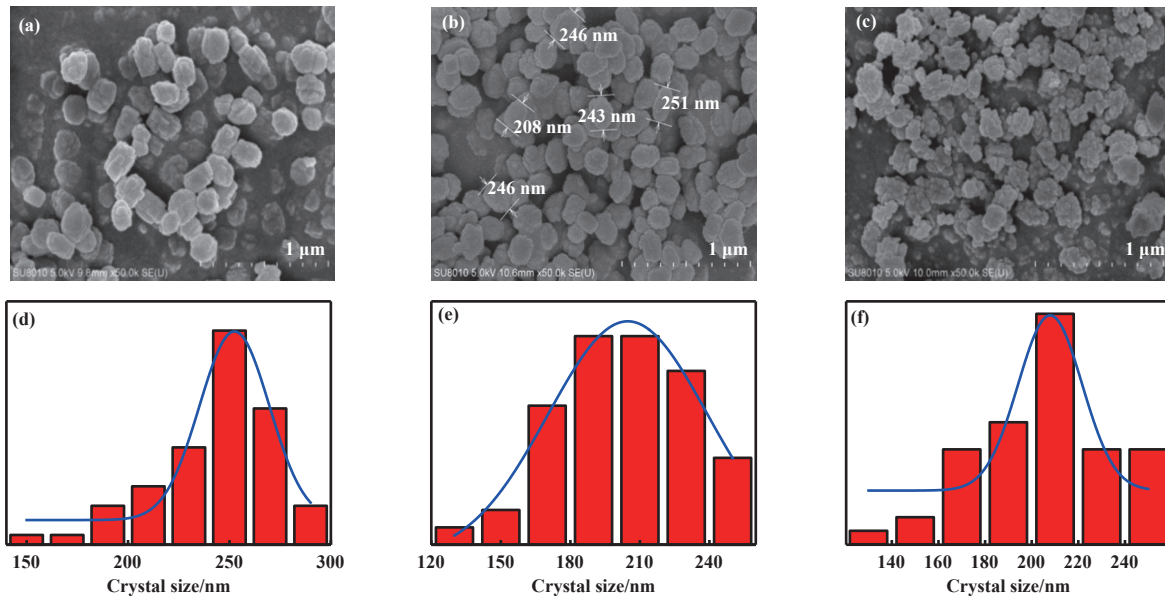 (a)
1 μm
SU8010 5.0kV 9.8mm x50.0k SE(U)
(b)
246 nm
251 nm
243 nm
208 nm
246 nm
1 μm
SU8010 5.0kV 10.6mm x50.0k SE(U)
(c)
1 μm
SU8010 5.0kV 10.0mm x50.0k SE(U)
(d)
150 200 250 300
Crystal size/nm
(e)
120 150 180 210 240
Crystal size/nm
(f)
120 140 160 180 200 220 240
Crystal size/nm